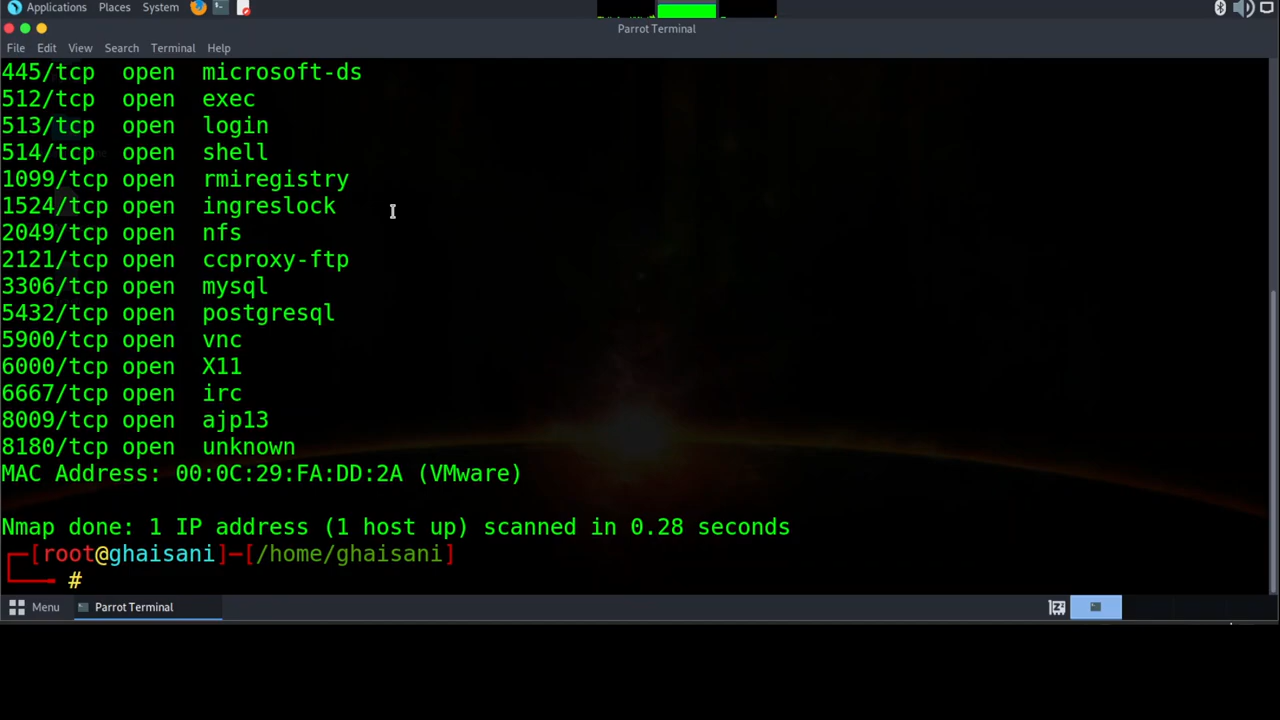 Applications Places System
Parrot Terminal
File Edit View Search Terminal Help
445/tcp open microsoft-ds
512/tcp open exec
513/tcp open login
514/tcp open shell
1099/tcp open rmiregistry
1524/tcp open ingreslock
2049/tcp open nfs
2121/tcp open ccproxy-ftp
3306/tcp open mysql
5432/tcp open postgresql
5900/tcp open vnc
6000/tcp open X11
6667/tcp open irc
8009/tcp open ajp13
8180/tcp open unknown
MAC Address: 00:0C:29:FA:DD:2A (VMware)
Nmap done: 1 IP address (1 host up) scanned in 0.28 seconds
┌─[root@ghaisani]─[/home/ghaisani]
└──╼ #
Menu Parrot Terminal